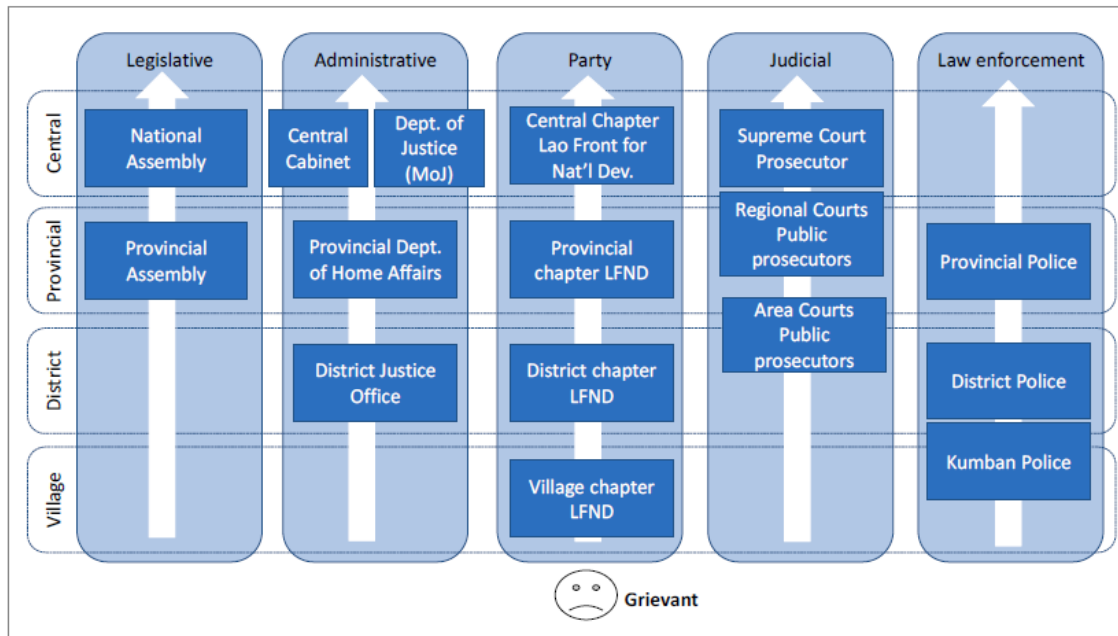 Legislative
Administrative
Party
Judicial
Law enforcement
Central
National
Assembly
Central
Cabinet
Dept. of
Justice
(MoJ)
Central Chapter
Lao Front for
Nat'l Dev.
Supreme Court
Prosecutor
Provincial
Provincial
Assembly
Provincial Dept.
of Home Affairs
Provincial
chapter LFND
Regional Courts
Public
prosecutors
Provincial Police
Area Courts
Public
prosecutors
District
District Justice
Office
District chapter
LFND
District Police
Village
Village chapter
LFND
Kumban Police
Grievant